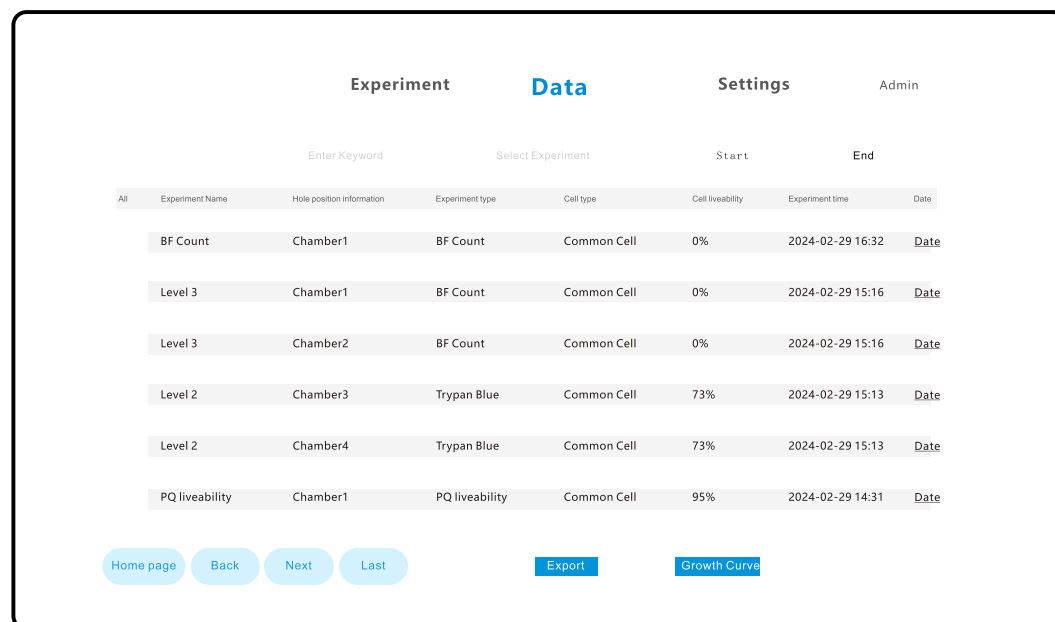 Experiment Data Settings Admin
Enter Keyword Select Experiment Start End
All Experiment Name Hole position information Experiment type Cell type Cell liveability Experiment time Date
BF Count Chamber1 BF Count Common Cell 0% 2024-02-29 16:32 Date
Level 3 Chamber1 BF Count Common Cell 0% 2024-02-29 15:16 Date
Level 3 Chamber2 BF Count Common Cell 0% 2024-02-29 15:16 Date
Level 2 Chamber3 Trypan Blue Common Cell 73% 2024-02-29 15:13 Date
Level 2 Chamber4 Trypan Blue Common Cell 73% 2024-02-29 15:13 Date
PQ liveability Chamber1 PQ liveability Common Cell 95% 2024-02-29 14:31 Date
Home page Back Next Last Export Growth Curve